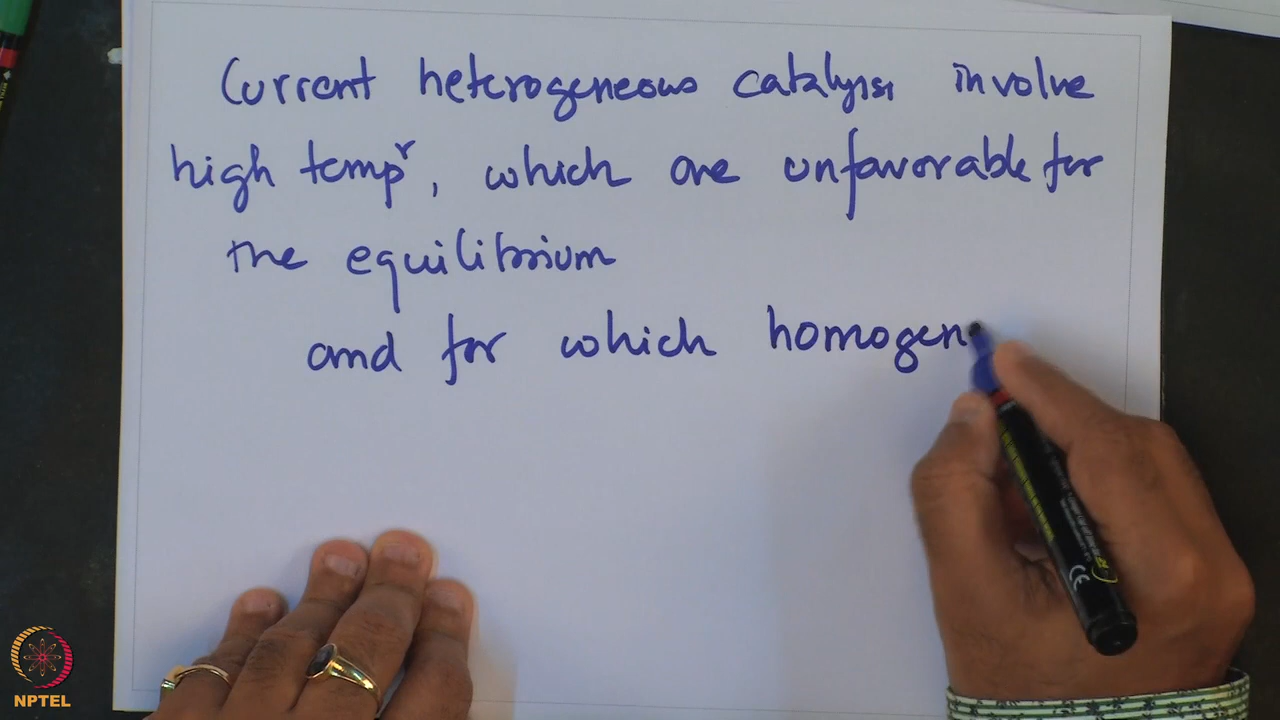 Current heterogeneous catalysis involve
high tempr, which are unfavorable for
the equilibrium
and for which homogen
NPTEL